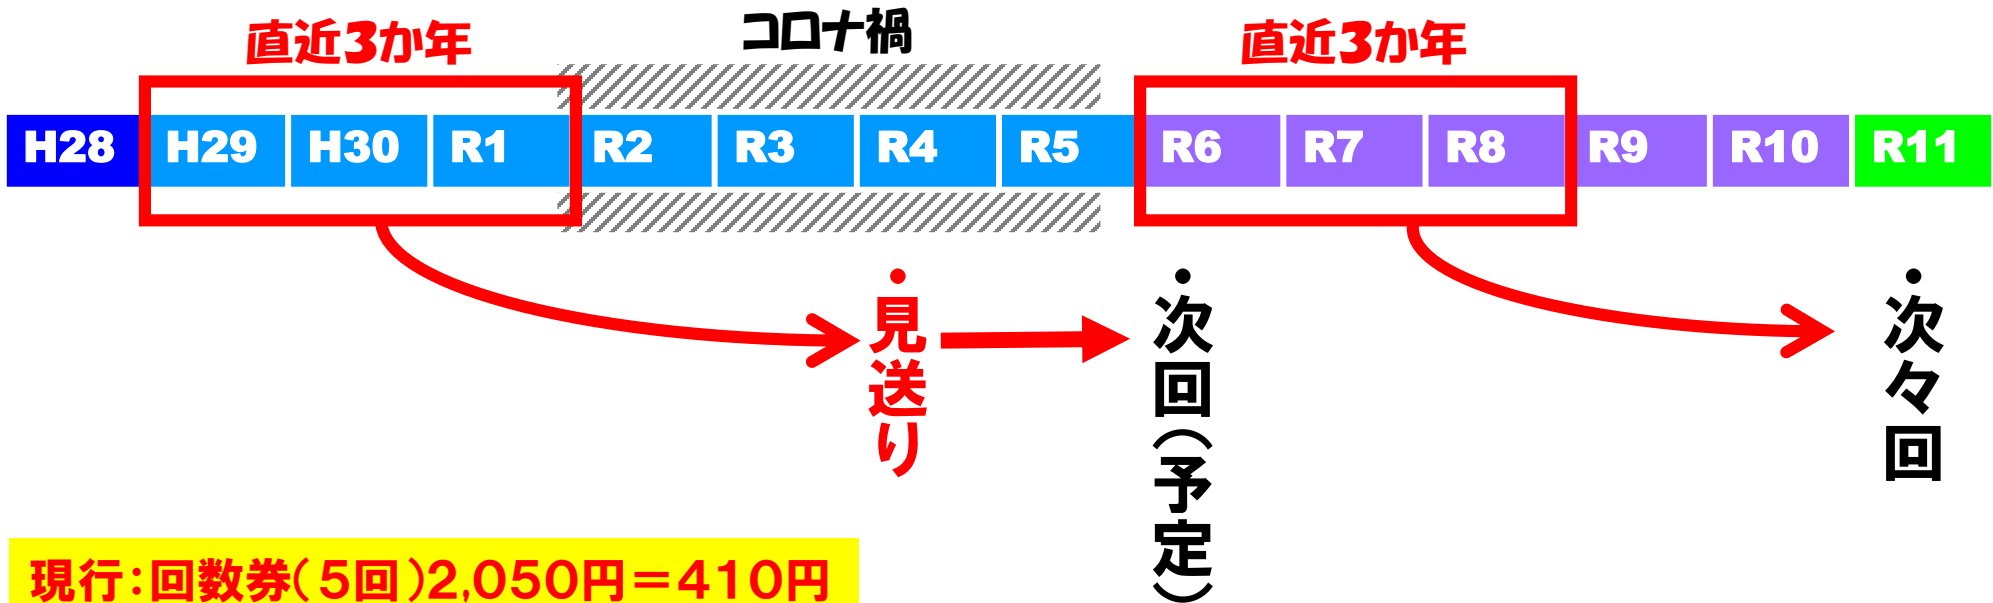 直近3か年
コロナ禍
直近3か年
H28 H29 H30 R1 R2 R3 R4 R5 R6 R7 R8 R9 R10 R11
・見送り
・次回(予定)
・次々回
現行:回数券(5回)2,050円=410円